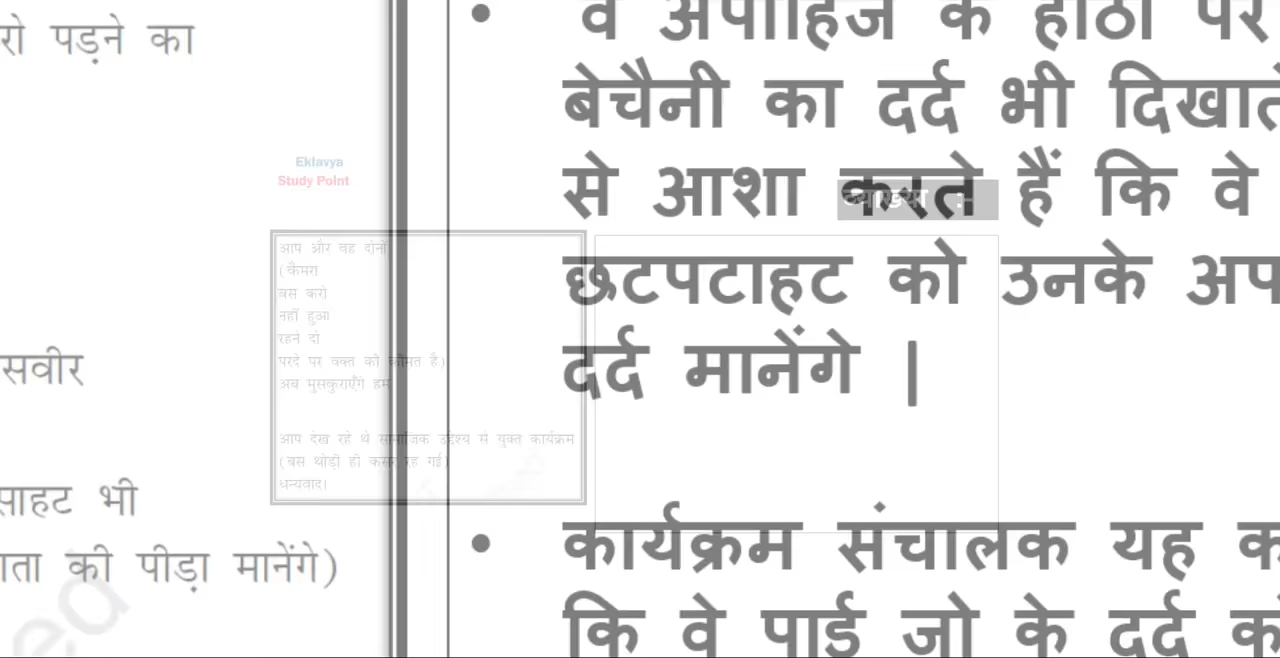 रो पड़ने का
सवीर
साहट भी
ाता की पीड़ा मानेंगे)
Eklavya
Study Point
आप और वह दोनों
(कैमरा
बस करो
नहीं हुआ
रहने दो
परदे पर वक्त की कीमत है)
अब मुसकुराएँगे हम
आप देख रहे थे सामाजिक उद्देश्य से युक्त कार्यक्रम
(बस थोड़ी ही कसर रह गई)
धन्यवाद।
व्याख्या :-
• वे अपाहिज के होंठों पर
बेचैनी का दर्द भी दिखाते
से आशा करते हैं कि वे
छटपटाहट को उनके अप
दर्द मानेंगे |
• कार्यक्रम संचालक यह क
कि वे पाई जो के दर्द क